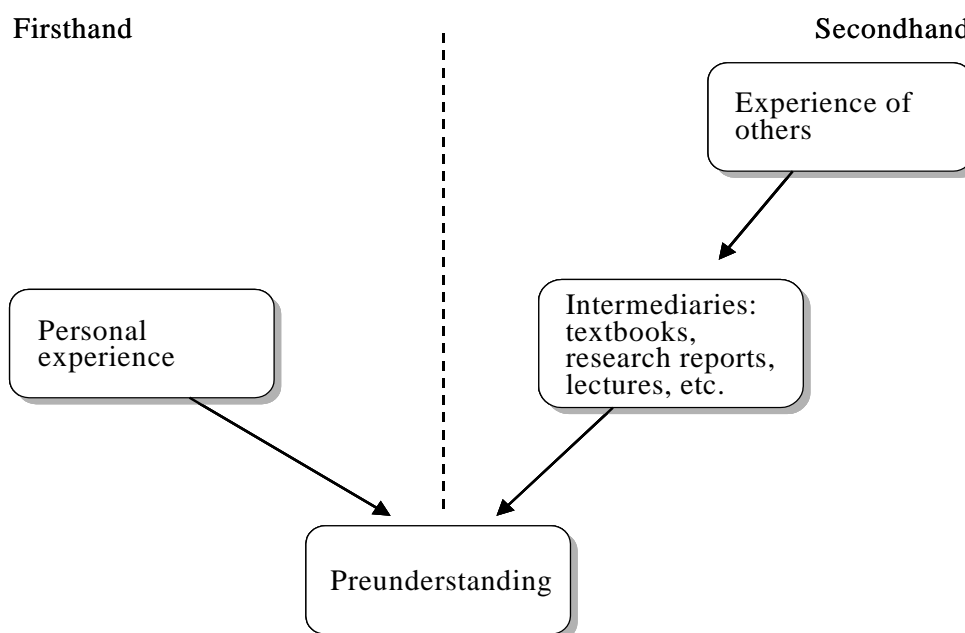 Firsthand
Secondhand
Experience of
others
Intermediaries:
textbooks,
research reports,
lectures, etc.
Personal
experience
Preunderstanding